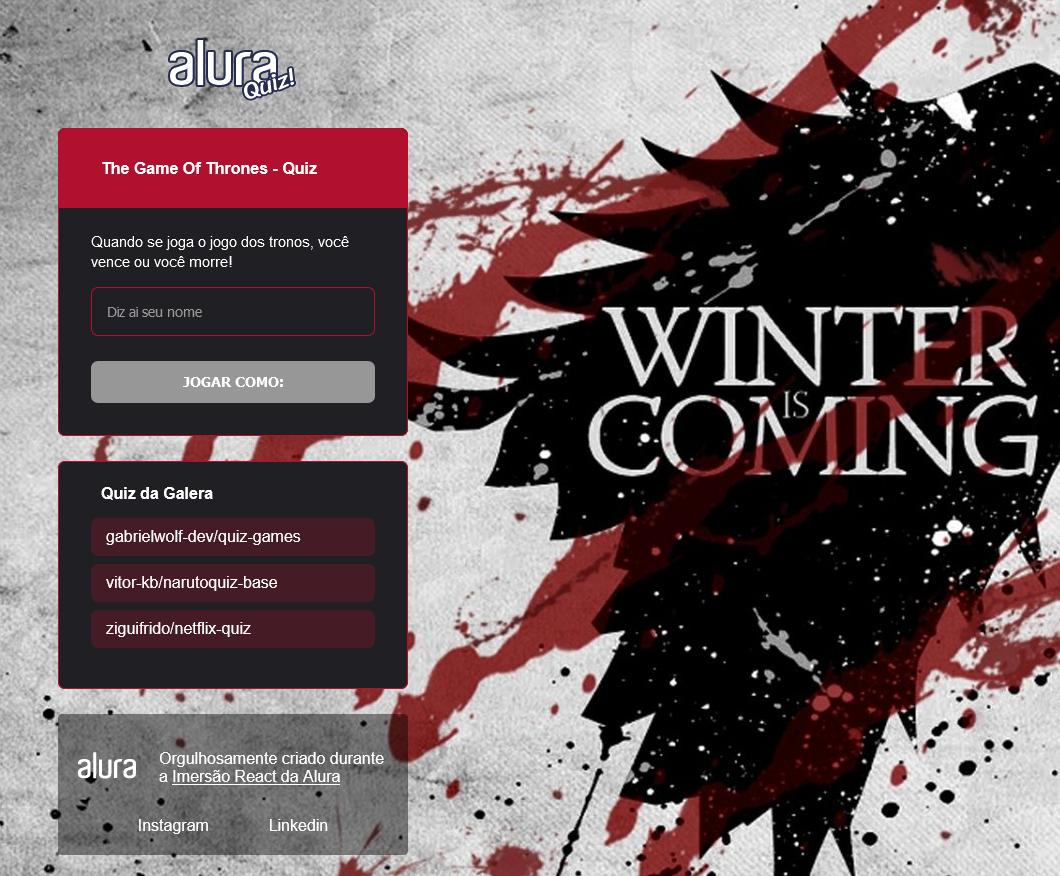 alura
Quiz!
The Game Of Thrones - Quiz
Quando se joga o jogo dos tronos, você
vence ou você morre!
Diz ai seu nome
JOGAR COMO:
Quiz da Galera
gabrielwolf-dev/quiz-games
vitor-kb/narutoquiz-base
ziguifrido/netflix-quiz
alura
Orgulhosamente criado durante
a Imersão React da Alura
Instagram Linkedin
WINTER
IS
COMING